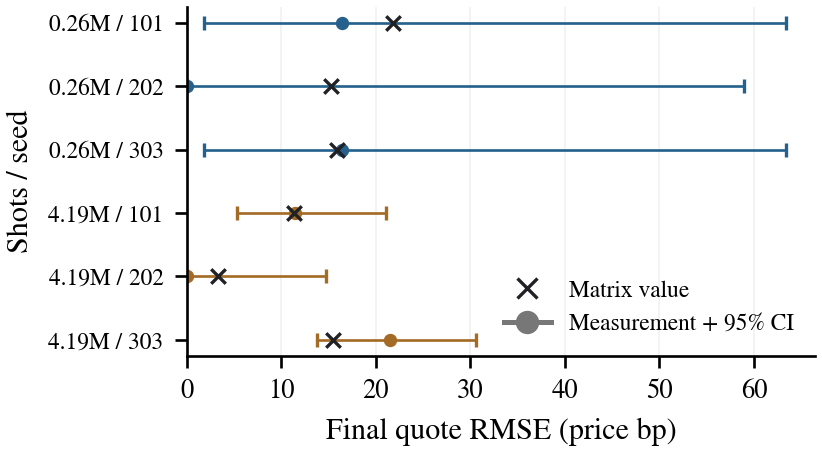 Shots / seed
0.26M / 101
0.26M / 202
0.26M / 303
4.19M / 101
4.19M / 202
4.19M / 303
Matrix value
Measurement + 95% CI
0 10 20 30 40 50 60
Final quote RMSE (price bp)